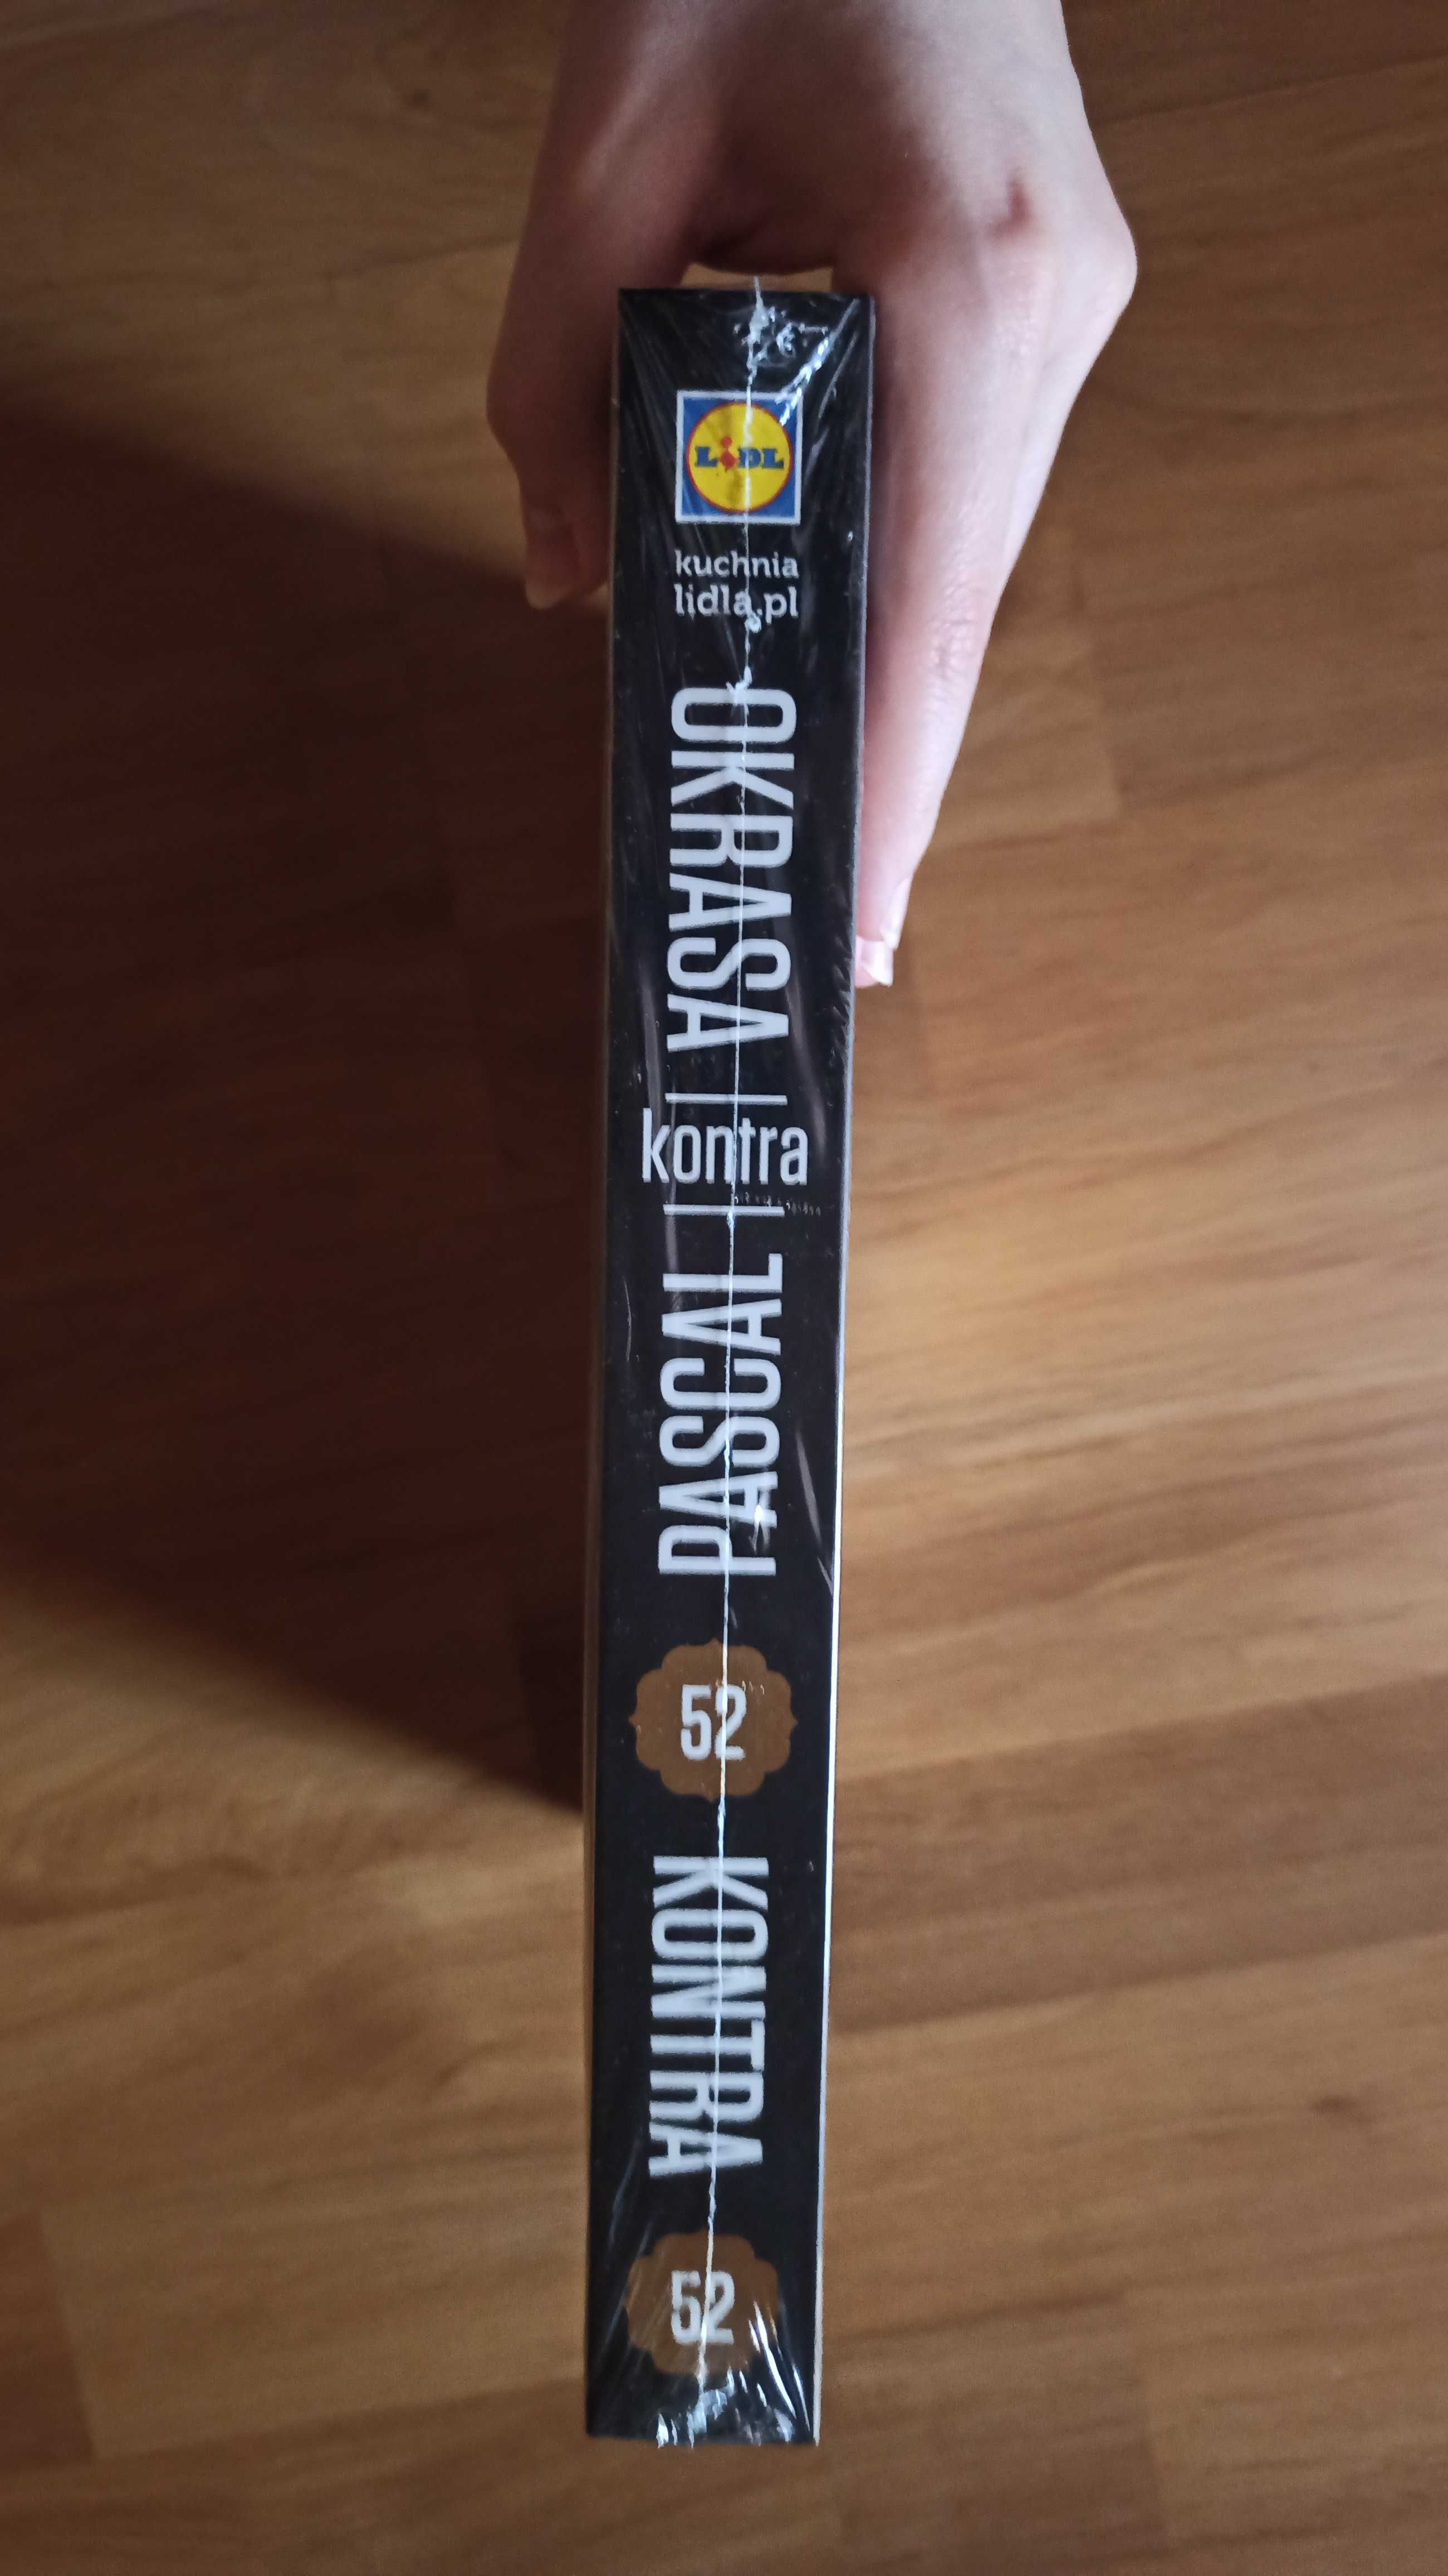 LIDL
kuchnia
lidla.pl
OKRASA
kontra
PASCAL
52
KONTRA
52